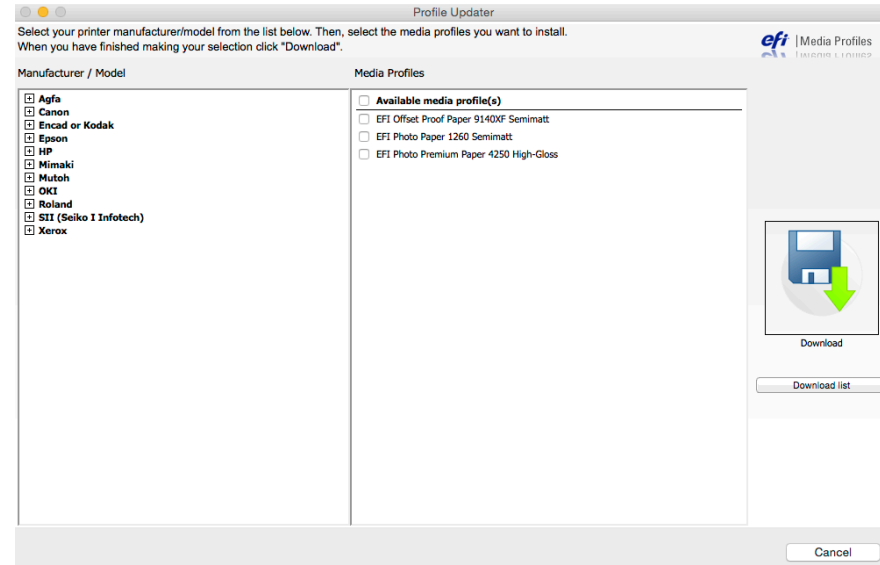 Profile Updater
Select your printer manufacturer/model from the list below. Then, select the media profiles you want to install.
When you have finished making your selection click "Download".
efi | Media Profiles
Manufacturer / Model
Media Profiles
Agfa
Canon
Encad or Kodak
Epson
HP
Mimaki
Mutoh
OKI
Roland
SII (Seiko I Infotech)
Xerox
Available media profile(s)
EFI Offset Proof Paper 9140XF Semimatt
EFI Photo Paper 1260 Semimatt
EFI Photo Premium Paper 4250 High-Gloss
Download
Download list
Cancel